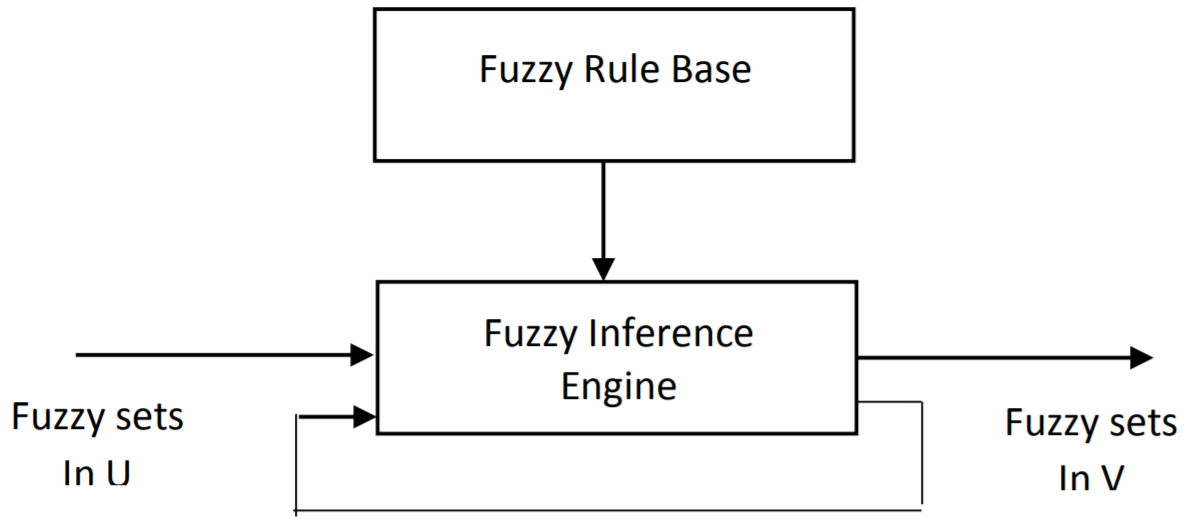 Fuzzy Rule Base
Fuzzy Inference
Engine
Fuzzy sets
In U
Fuzzy sets
In V